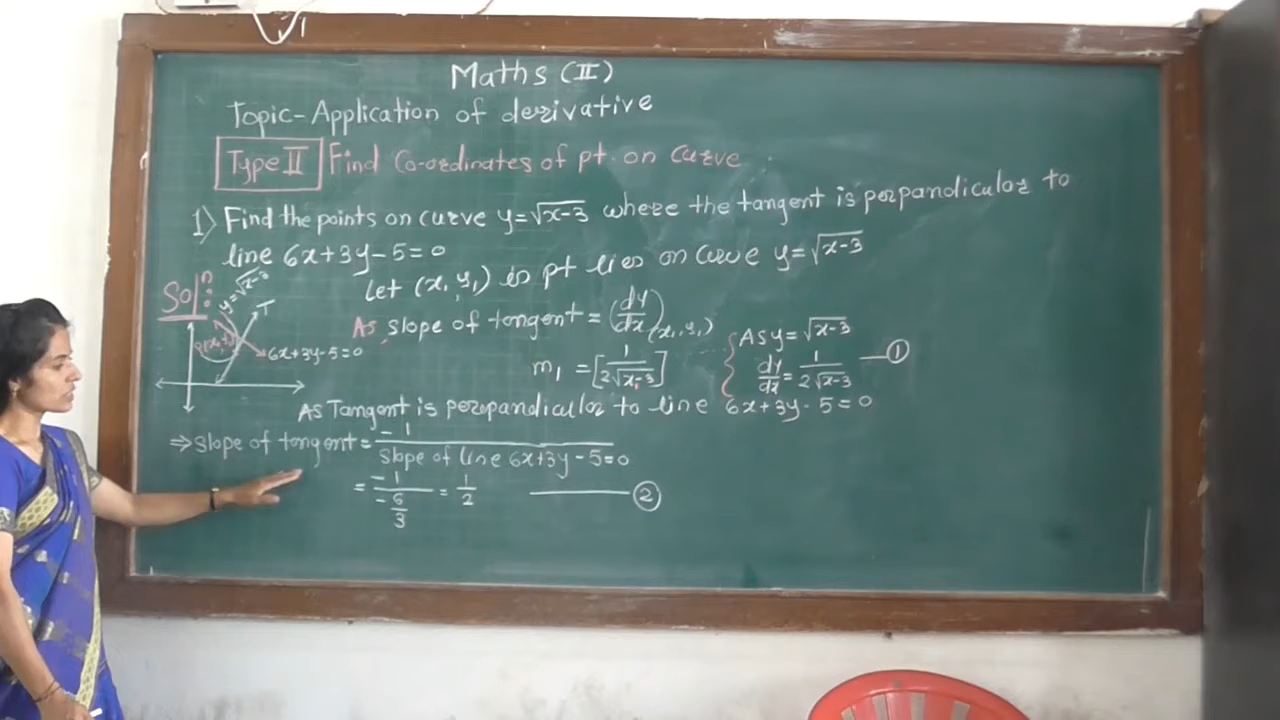 Maths (II)
Topic-Application of derivative
Type II Find Co-ordinates of pt. on curve
1) Find the points on curve y=√x-3 where the tangent is perpandicular to
line 6x+3y-5=0
Solⁿ:
y=√x-3
T
6x+3y-5=0
Let (x₁ y₁) is pt lies on curve y=√x-3
As, slope of tangent = (dy/dx)(x₁,y₁)
m₁ = [1/2√x₁-3]
{ As y=√x-3
dy/dx = 1/2√x-3 —①
As Tangent is perpandicular to line 6x+3y-5=0
⇒ Slope of tangent = -1/Slope of line 6x+3y-5=0
= -1/-6/3 = 1/2 —②